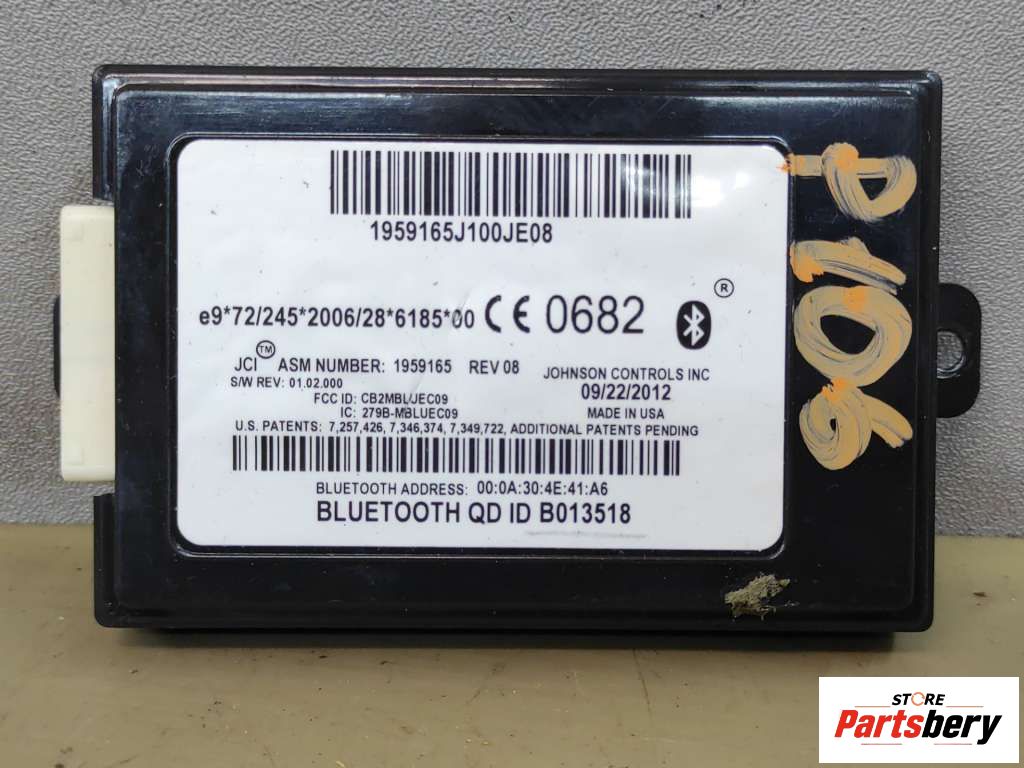 1959165J100JE08
e9*72/245*2006/28*6185*00 CE 0682 ®
JCI™ ASM NUMBER: 1959165 REV 08 JOHNSON CONTROLS INC
S/W REV: 01.02.000 09/22/2012
FCC ID: CB2MBLUEC09 MADE IN USA
IC: 279B-MBLUEC09
U.S. PATENTS: 7,257,426, 7,346,374, 7,349,722, ADDITIONAL PATENTS PENDING
BLUETOOTH ADDRESS: 00:0A:30:4E:41:A6
BLUETOOTH QD ID B013518
P106
STORE
Partsbery